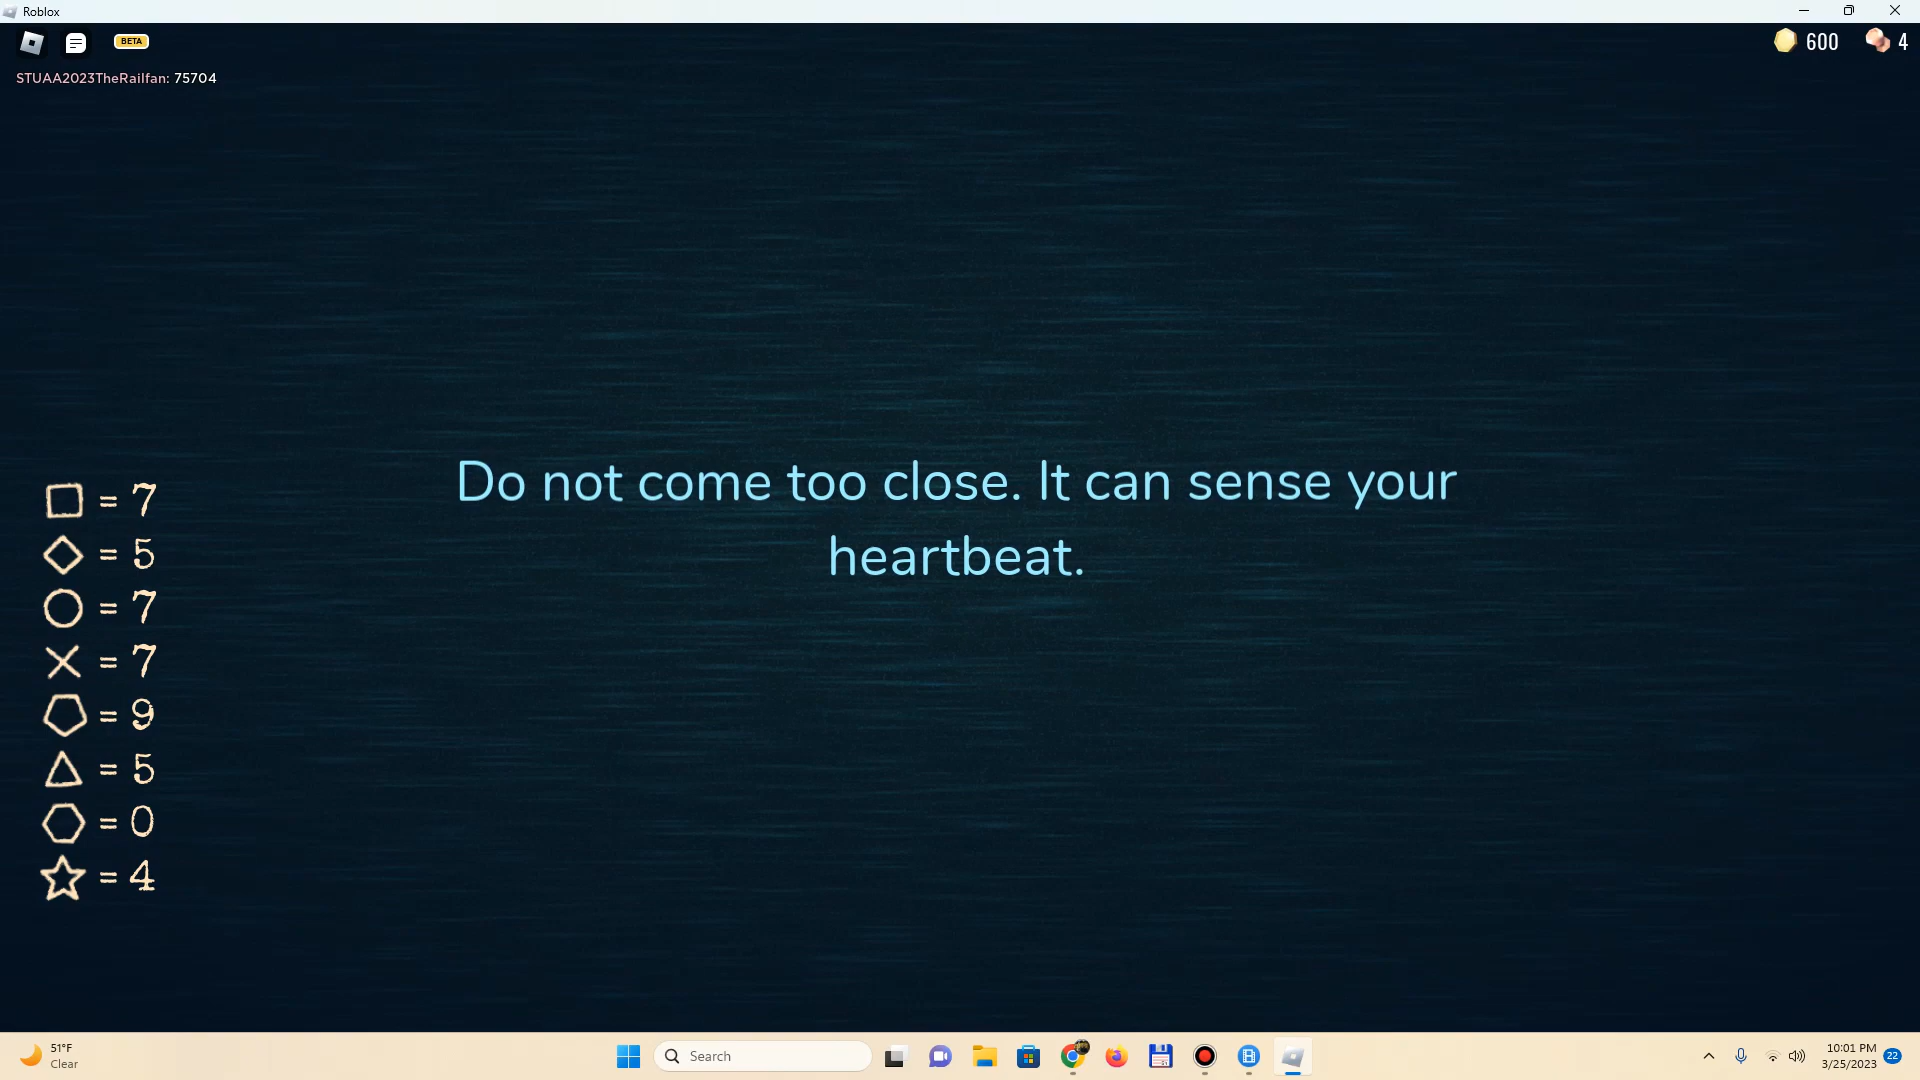 Roblox
BETA
600
4
STUAA2023TheRailfan: 75704
Do not come too close. It can sense your
heartbeat.
= 7
= 5
= 7
= 7
= 9
= 5
= 0
= 4
51°F
Clear
Search
10:01 PM
3/25/2023
22